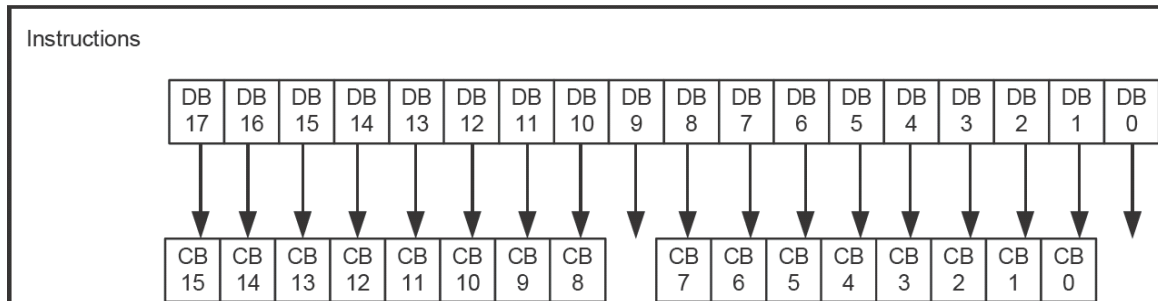 Instructions
DB DB DB DB DB DB DB DB DB DB DB DB DB DB DB DB DB DB
17 16 15 14 13 12 11 10 9 8 7 6 5 4 3 2 1 0
CB CB CB CB CB CB CB CB CB CB CB CB CB CB CB CB
15 14 13 12 11 10 9 8 7 6 5 4 3 2 1 0